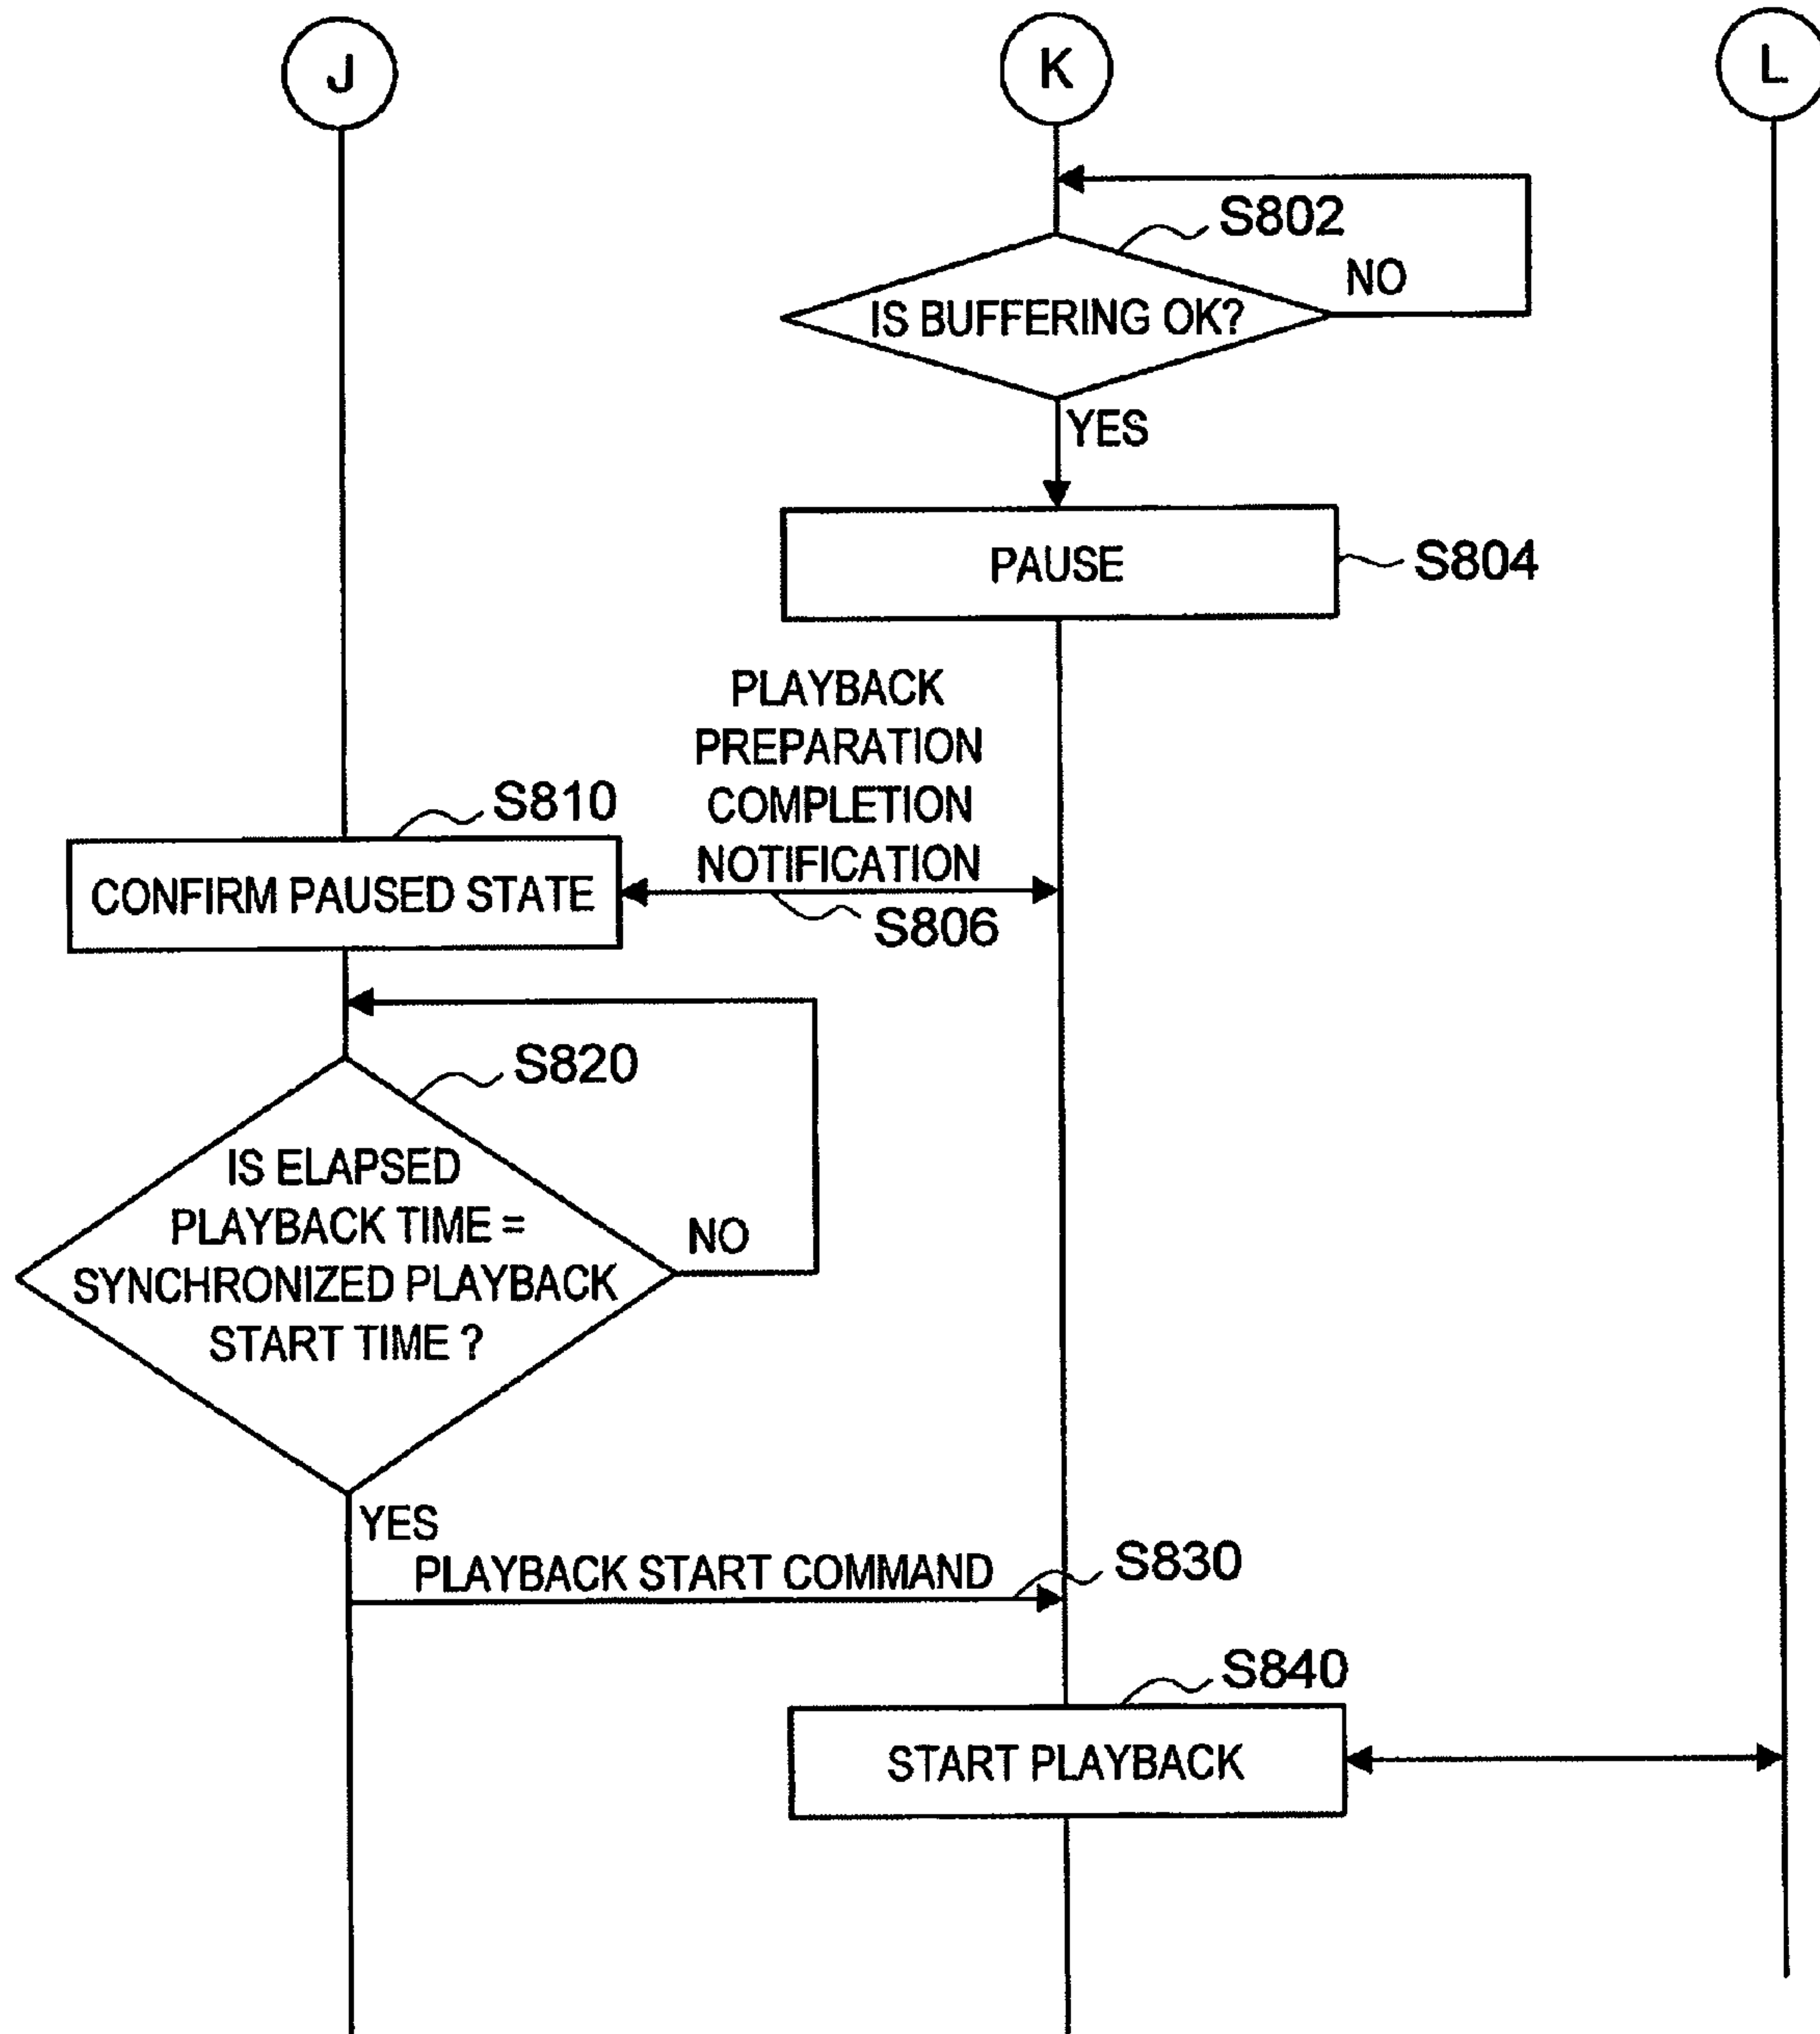 J
K
L
S802
NO
IS BUFFERING OK?
YES
PAUSE
S804
PLAYBACK
PREPARATION
COMPLETION
NOTIFICATION
S810
CONFIRM PAUSED STATE
S806
S820
IS ELAPSED
PLAYBACK TIME =
SYNCHRONIZED PLAYBACK
START TIME ?
NO
YES
PLAYBACK START COMMAND
S830
S840
START PLAYBACK